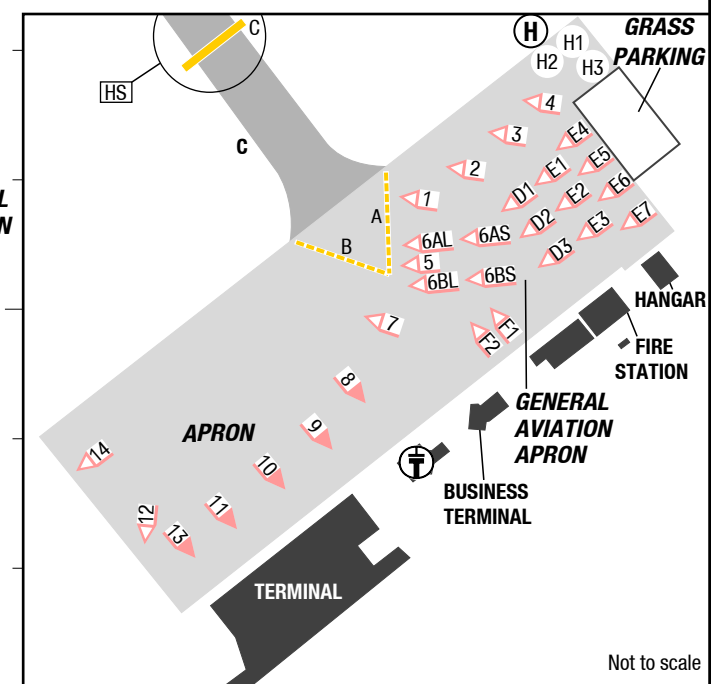 C
H
H1
H2
H3
GRASS
PARKING
HS
C
4
3
2
1
E4
E5
E6
E7
E1
E2
E3
D1
D2
D3
L
N
A
B
6AL
6AS
5
6BL
6BS
7
F1
F2
HANGAR
FIRE
STATION
8
9
10
11
12
13
14
APRON
GENERAL
AVIATION
APRON
BUSINESS
TERMINAL
T
TERMINAL
Not to scale